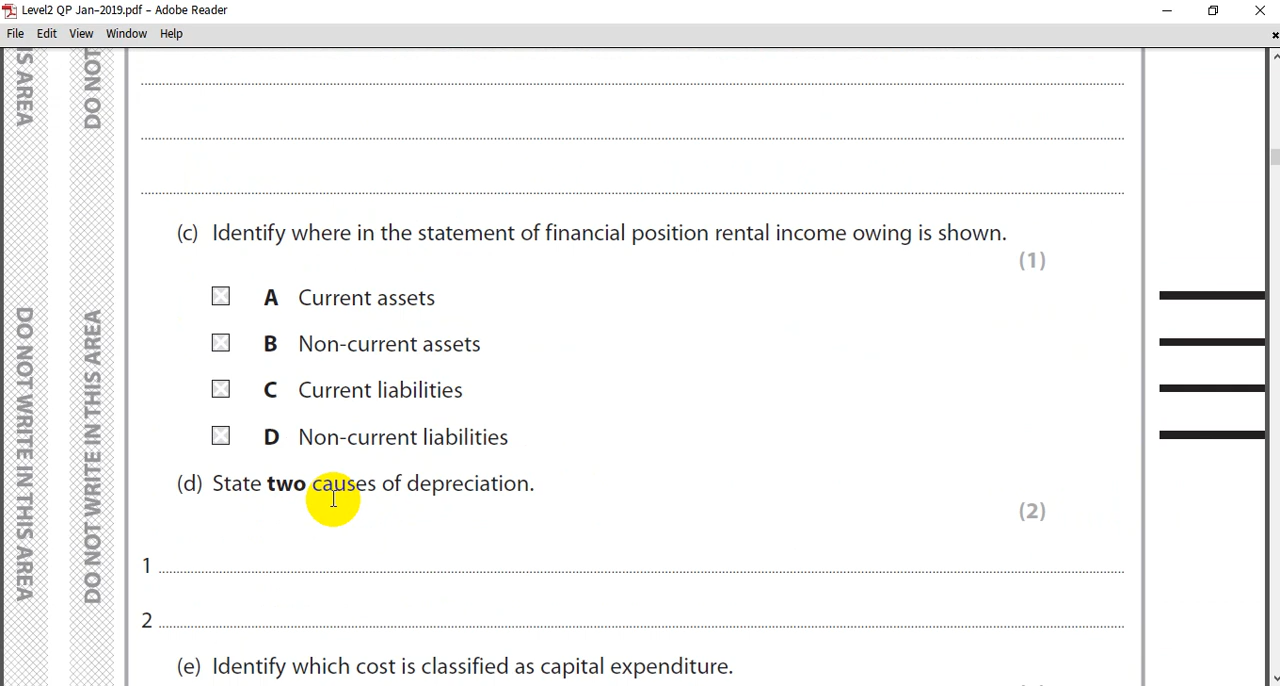 Level2 QP Jan-2019.pdf - Adobe Reader
File Edit View Window Help
IS AREA
DO NOT
(c) Identify where in the statement of financial position rental income owing is shown.
(1)
A Current assets
B Non-current assets
C Current liabilities
D Non-current liabilities
(d) State two causes of depreciation.
(2)
DO NOT WRITE IN THIS AREA
DO NOT WRITE IN THIS AREA
1
2
(e) Identify which cost is classified as capital expenditure.